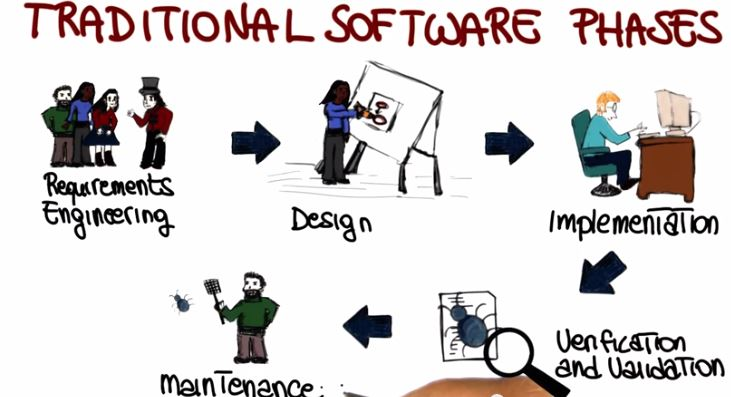 TRADITIONAL SOFTWARE PHASES
Requirements
Engineering
Design
Implementation
Verification
and Validation
Maintenance